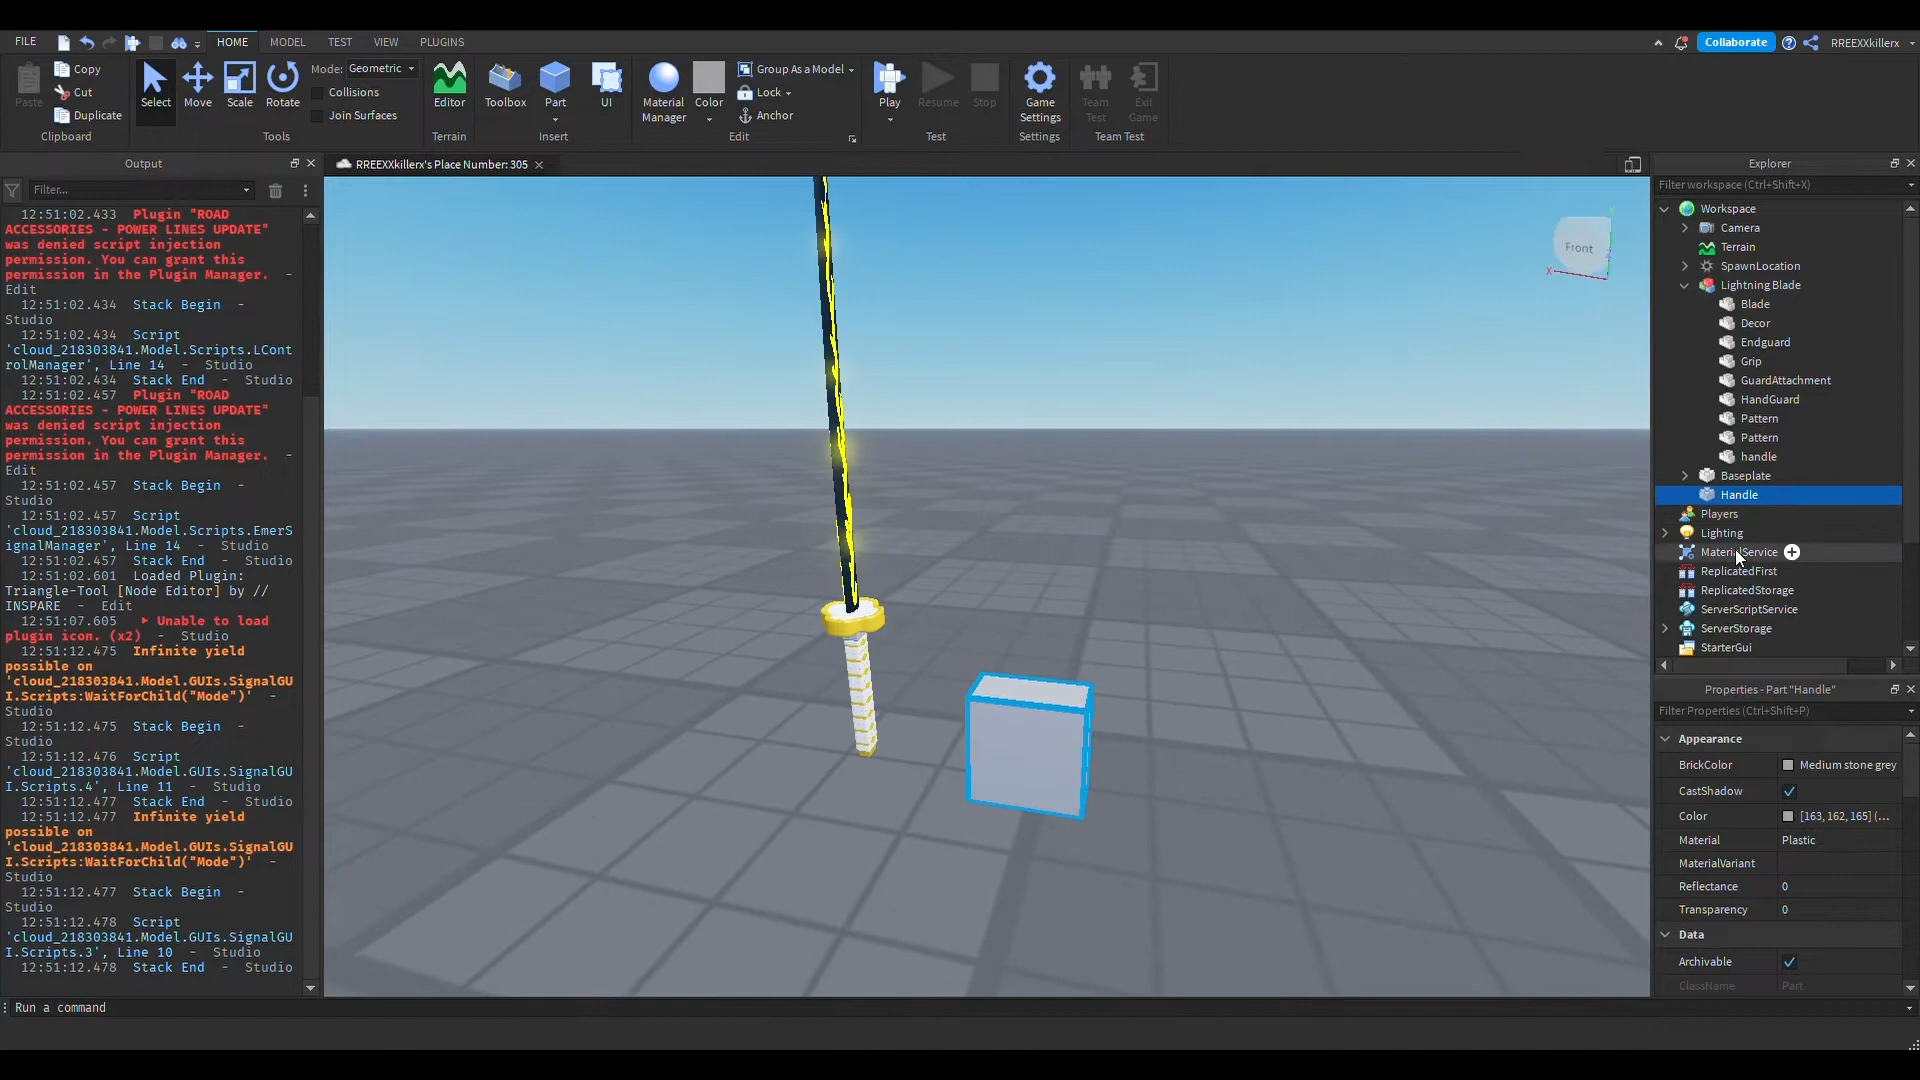 FILE
HOME
MODEL
TEST
VIEW
PLUGINS
Collaborate
RREEXXkillerx
Paste
Copy
Cut
Duplicate
Clipboard
Select
Move
Scale
Rotate
Mode: Geometric
Collisions
Join Surfaces
Tools
Editor
Terrain
Toolbox
Part
UI
Insert
Material
Manager
Color
Group As a Model
Lock
Anchor
Edit
Play
Resume
Stop
Test
Game
Settings
Settings
Team
Test
Exit
Game
Team Test
Output
Filter...
12:51:02.433 Plugin "ROAD
ACCESSORIES - POWER LINES UPDATE"
was denied script injection
permission. You can grant this
permission in the Plugin Manager. -
Edit
12:51:02.434 Stack Begin -
Studio
12:51:02.434 Script
'cloud_218303841.Model.Scripts.LCont
rolManager', Line 14 - Studio
12:51:02.434 Stack End - Studio
12:51:02.457 Plugin "ROAD
ACCESSORIES - POWER LINES UPDATE"
was denied script injection
permission. You can grant this
permission in the Plugin Manager. -
Edit
12:51:02.457 Stack Begin -
Studio
12:51:02.457 Script
'cloud_218303841.Model.Scripts.EmerS
ignalManager', Line 14 - Studio
12:51:02.457 Stack End - Studio
12:51:02.601 Loaded Plugin:
Triangle-Tool [Node Editor] by //
INSPARE - Edit
12:51:07.605 Unable to load
plugin icon. (x2) - Studio
12:51:12.475 Infinite yield
possible on
'cloud_218303841.Model.GUIs.SignalGU
I.Scripts:WaitForChild("Mode")' -
Studio
12:51:12.475 Stack Begin -
Studio
12:51:12.476 Script
'cloud_218303841.Model.GUIs.SignalGU
I.Scripts.4', Line 11 - Studio
12:51:12.477 Stack End - Studio
12:51:12.477 Infinite yield
possible on
'cloud_218303841.Model.GUIs.SignalGU
I.Scripts:WaitForChild("Mode")' -
Studio
12:51:12.477 Stack Begin -
Studio
12:51:12.478 Script
'cloud_218303841.Model.GUIs.SignalGU
I.Scripts.3', Line 10 - Studio
12:51:12.478 Stack End - Studio
Run a command
RREEXXkillerx's Place Number: 305
Front
X
Explorer
Filter workspace (Ctrl+Shift+X)
Workspace
Camera
Terrain
SpawnLocation
Lightning Blade
Blade
Decor
Endguard
Grip
GuardAttachment
HandGuard
Pattern
Pattern
handle
Baseplate
Handle
Players
Lighting
MaterialService
ReplicatedFirst
ReplicatedStorage
ServerScriptService
ServerStorage
StarterGui
Properties - Part "Handle"
Filter Properties (Ctrl+Shift+P)
Appearance
BrickColor Medium stone grey
CastShadow
Color [163, 162, 165] (...
Material Plastic
MaterialVariant
Reflectance 0
Transparency 0
Data
Archivable
ClassName Part